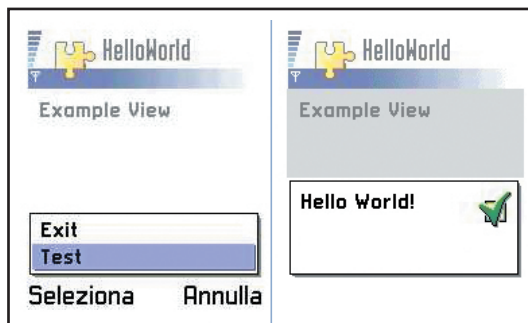 HelloWorld
Example View
Exit
Test
Seleziona Annulla
HelloWorld
Example View
Hello World!